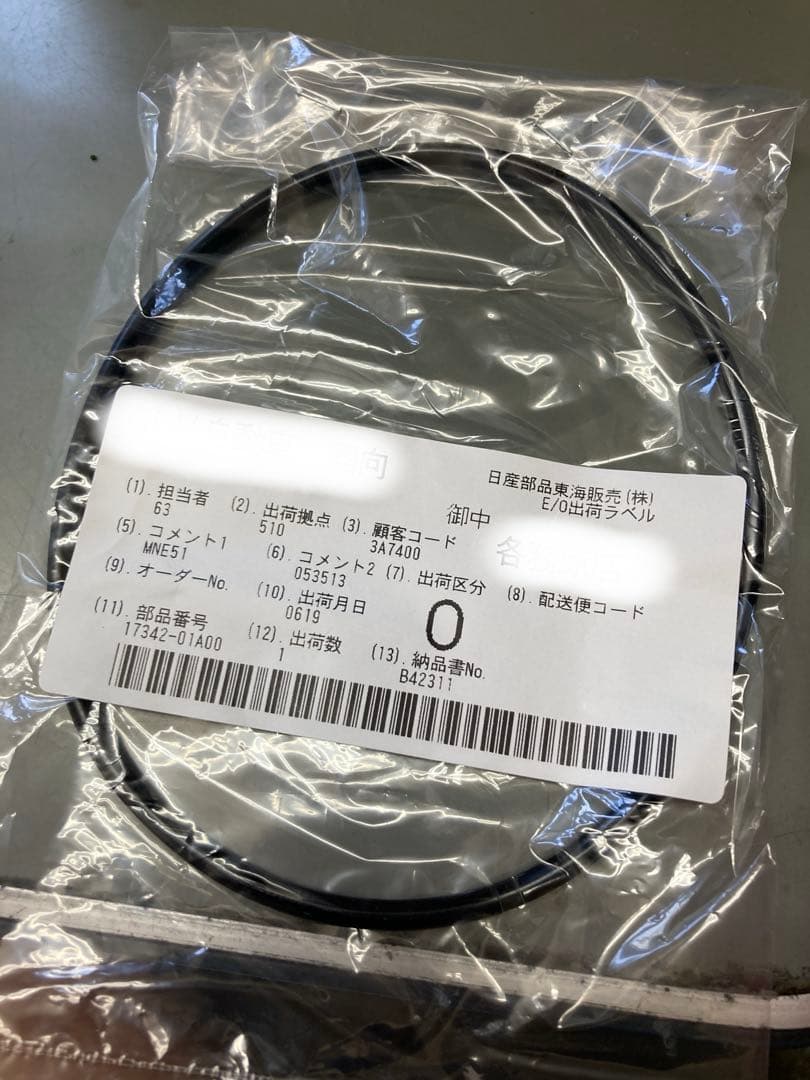 向
日産部品東海販売(株)
御中 E/O出荷ラベル
(1). 担当者 (2). 出荷拠点 (3). 顧客コード
63 510 3A7400
(5). コメント1 (6). コメント2 (7). 出荷区分 (8). 配送便コード
MNE51 053513
(9). オーダーNo. (10). 出荷月日 0
0619
(11). 部品番号 (12). 出荷数 (13). 納品書No.
17342-01A00 1 B42311